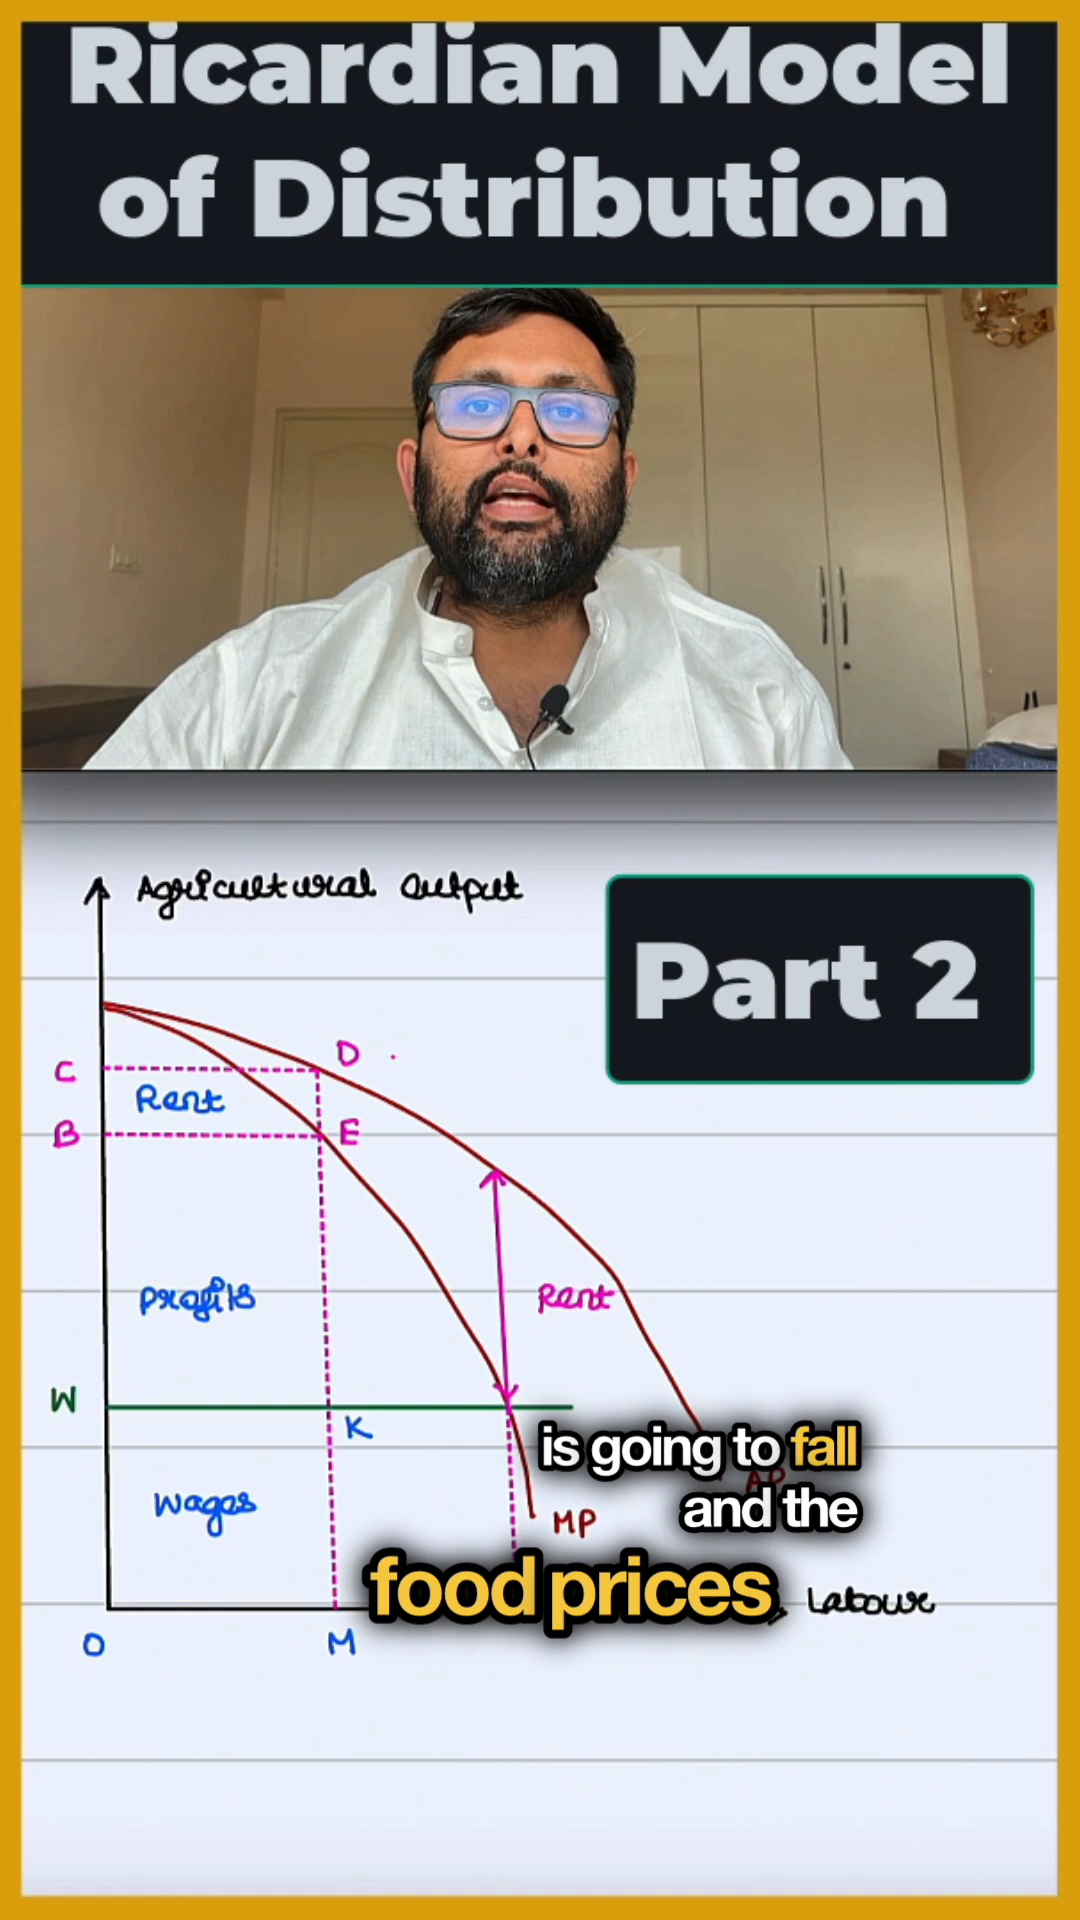 Ricardian Model
of Distribution
Agricultural Output
Part 2
C
D
Rent
B
E
Profits
Rent
W
K
is going to fall
AP
and the
Wages
MP
food prices
Labour
O
M